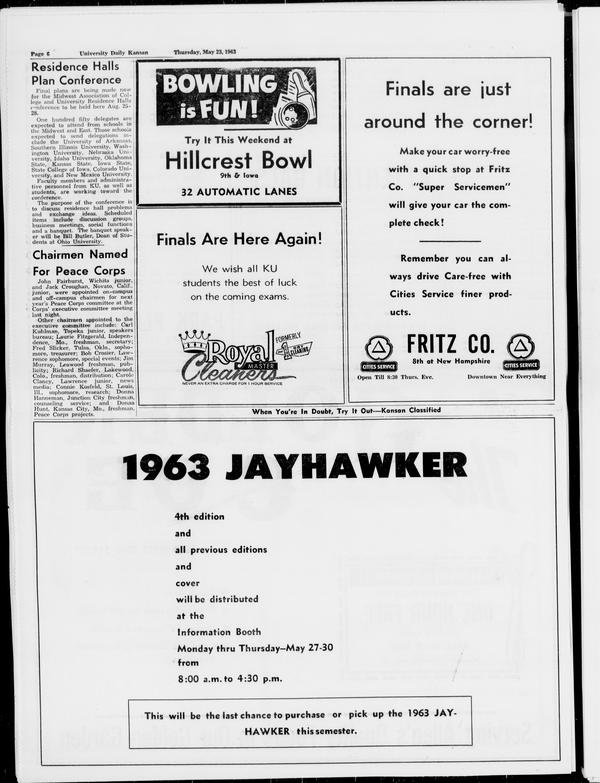 Page 6 University Daily Kansan Thursday, May 23, 1963
Residence Halls
Plan Conference
Final plans are being made now
for the Midwest Association of Col-
lege and University Residence Halls
conference to be held here Aug. 25-
28.
One hundred fifty delegates are
expected to attend from schools in
the Midwest and East. Those schools
expected to send delegations in-
clude the University of Arkansas,
Southern Illinois University, Wash-
ington University, Nebraska Uni-
versity, Idaho University, Oklahoma
State, Kansas State, Iowa State,
State College of Iowa, Colorado Uni-
versity, and New Mexico University.
Faculty members and administra-
tive personnel from KU, as well as
students, are working toward the
conference.
The purpose of the conference is
to discuss residence hall problems
and exchange ideas. Scheduled
items include discussion groups,
business meetings, social functions
and a banquet. The banquet speak-
er will be Bill Butler, Dean of Stu-
dents at Ohio University.
Chairmen Named
For Peace Corps
John Fairhurst, Wichita junior,
and Jack Croughan, Novato, Calif.,
junior, were appointed on-campus
and off-campus chairmen for next
year's Peace Corps committee at the
Corps' executive committee meeting
last night.
Other chairmen appointed to the
executive committee include: Carl
Kuhlman, Topeka junior, speakers
bureau; Laurie Fitzgerald, Indepen-
dence, Mo., freshman, secretary;
Fred Slicker, Tulsa, Okla., sopho-
more, treasurer; Bob Crosier, Law-
rence sophomore, special events; Jim
Murray, Leawood freshman, pub-
licity; Richard Shaefer, Lakewood,
Colo., freshman, distribution; Carole
Clancy, Lawrence junior, news
media; Connie Kusfeld, St. Louis,
Ill., sophomore, research; Donna
Hanneman, Junction City freshman,
counseling service; and Donna
Hunt, Kansas City, Mo., freshman,
Peace Corps projects.
BOWLING
is FUN!
Try It This Weekend at
Hillcrest Bowl
9th & Iowa
32 AUTOMATIC LANES
Finals Are Here Again!
We wish all KU
students the best of luck
on the coming exams.
Royal
MASTER
Cleaners
FORMERLY
CLEANING
NEVER AN EXTRA CHARGE FOR 1 HOUR SERVICE
Finals are just
around the corner!
Make your car worry-free
with a quick stop at Fritz
Co. "Super Servicemen"
will give your car the com-
plete check!
Remember you can al-
ways drive Care-free with
Cities Service finer prod-
ucts.
CITIES SERVICE
FRITZ CO.
8th at New Hampshire
CITIES SERVICE
Open Till 8:30 Thurs. Eve. Downtown Near Everything
When You're In Doubt, Try It Out—Kansan Classified
1963 JAYHAWKER
4th edition
and
all previous editions
and
cover
will be distributed
at the
Information Booth
Monday thru Thursday—May 27-30
from
8:00 a.m. to 4:30 p.m.
This will be the last chance to purchase or pick up the 1963 JAY-
HAWKER this semester.